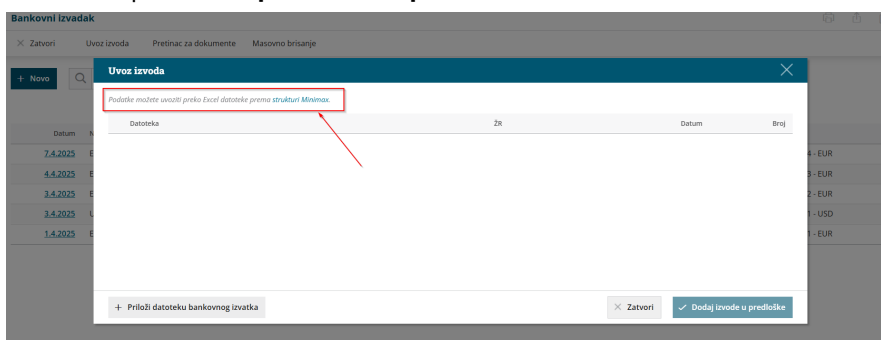 Bankovni izvadak
Zatvori Uvoz izvoda Pretinac za dokumente Masovno brisanje
+ Novo
Uvoz izvoda
Podatke možete uvoziti preko Excel datoteke prema strukturi Minimax.
Datoteka ŽR Datum Broj
Datum
7.4.2025 E 4 - EUR
4.4.2025 E 3 - EUR
3.4.2025 E 2 - EUR
3.4.2025 U 1 - USD
1.4.2025 E 1 - EUR
+ Priloži datoteku bankovnog izvatka Zatvori Dodaj izvode u predloške